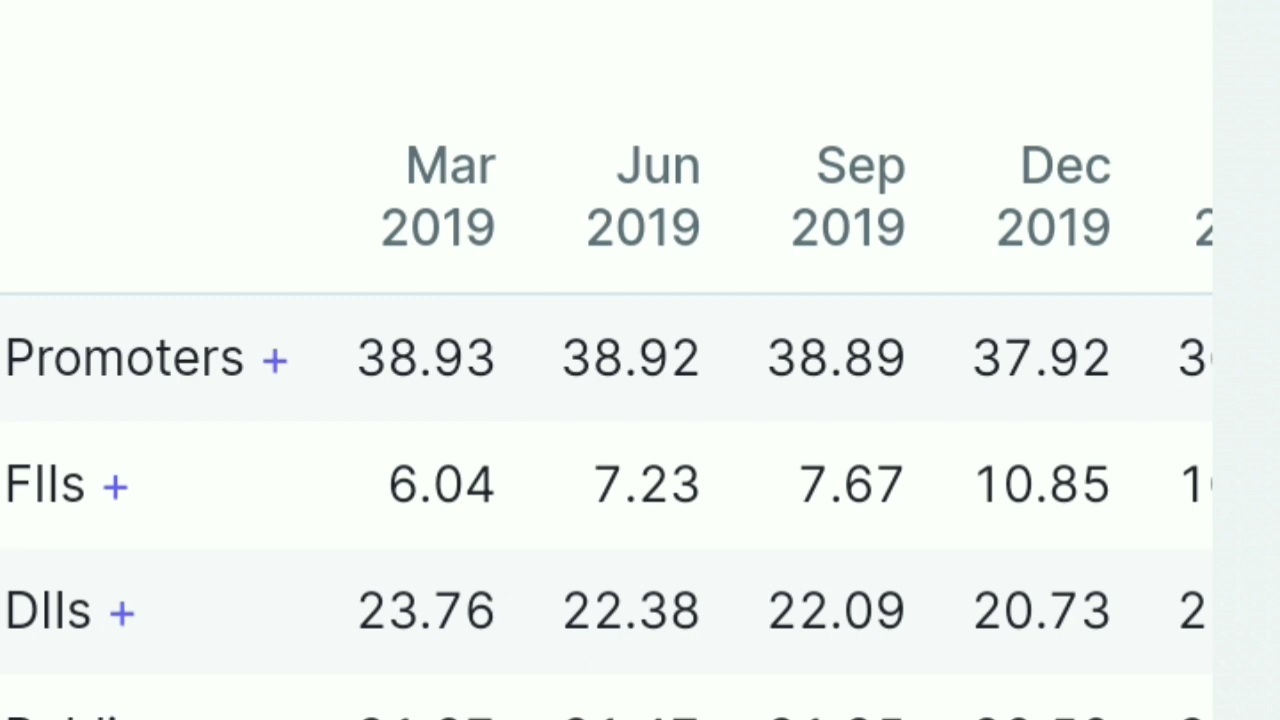 Mar Jun Sep Dec
2019 2019 2019 2019
Promoters + 38.93 38.92 38.89 37.92
FIIs + 6.04 7.23 7.67 10.85
DIIs + 23.76 22.38 22.09 20.73